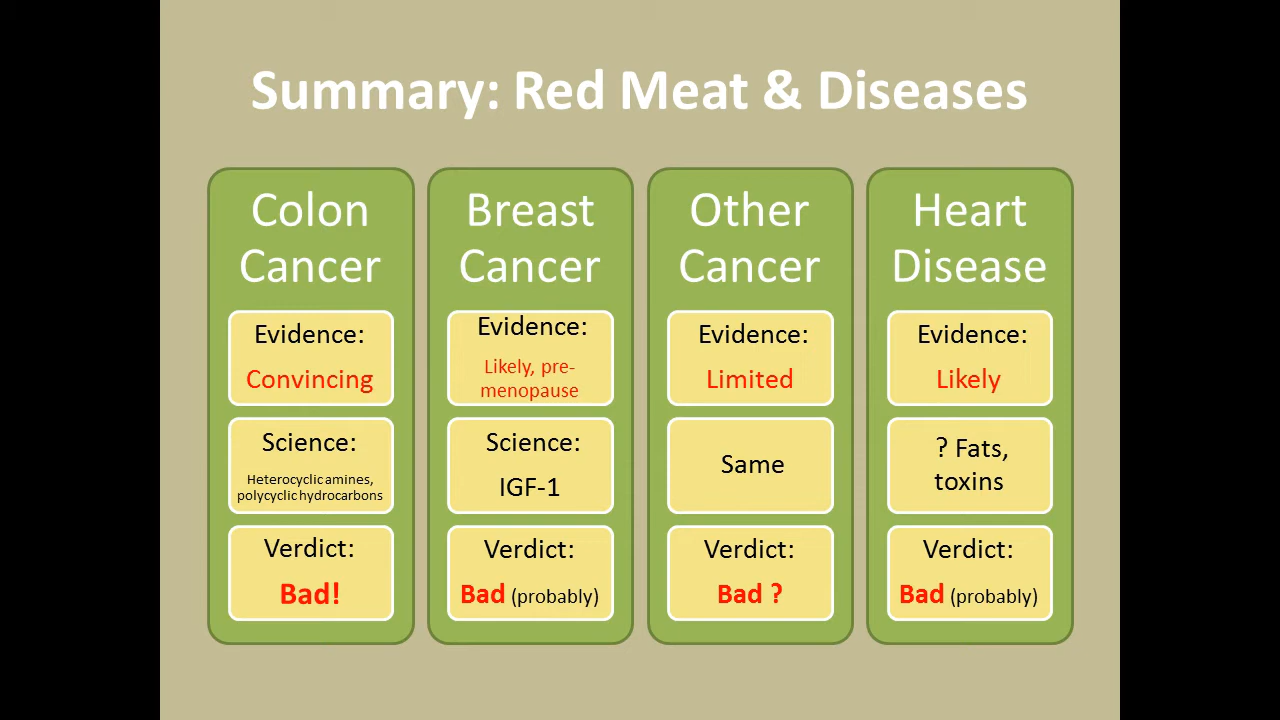 Summary: Red Meat & Diseases
Colon
Cancer
Evidence:
Convincing
Science:
Heterocyclic amines,
polycyclic hydrocarbons
Verdict:
Bad!
Breast
Cancer
Evidence:
Likely, pre-
menopause
Science:
IGF-1
Verdict:
Bad (probably)
Other
Cancer
Evidence:
Limited
Same
Verdict:
Bad ?
Heart
Disease
Evidence:
Likely
? Fats,
toxins
Verdict:
Bad (probably)